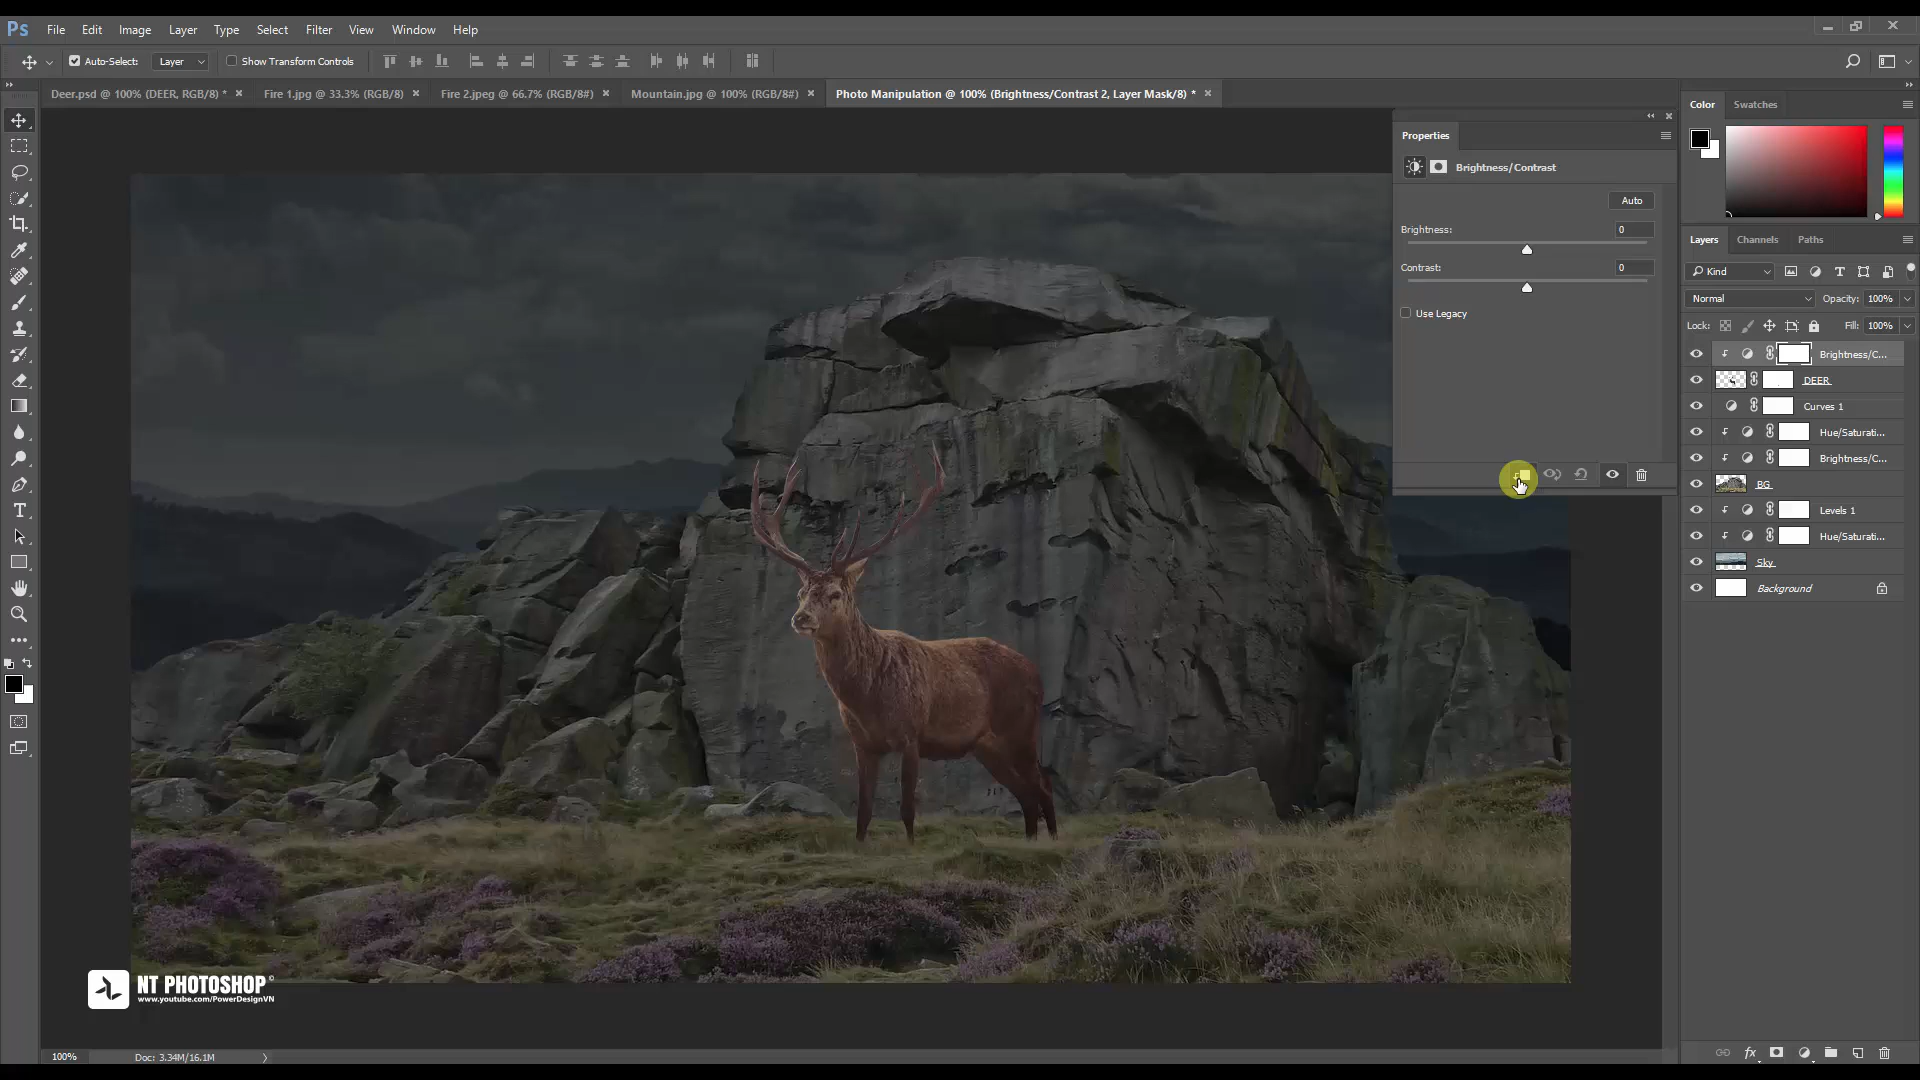 Ps File Edit Image Layer Type Select Filter View Window Help
Auto-Select: Layer Show Transform Controls
Deer.psd @ 100% (DEER, RGB/8) * × Fire 1.jpg @ 33.3% (RGB/8) × Fire 2.jpeg @ 66.7% (RGB/8#) × Mountain.jpg @ 100% (RGB/8#) × Photo Manipulation @ 100% (Brightness/Contrast 2, Layer Mask/8) * ×
Properties
Brightness/Contrast
Auto
Brightness: 0
Contrast: 0
Use Legacy
Color Swatches
Layers Channels Paths
Kind
Normal Opacity: 100%
Lock: Fill: 100%
Brightness/C...
DEER
Curves 1
Hue/Saturati...
Brightness/C...
BG
Levels 1
Hue/Saturati...
Sky
Background
NT PHOTOSHOP©
www.youtube.com/PowerDesignVN
100% Doc: 3.34M/16.1M